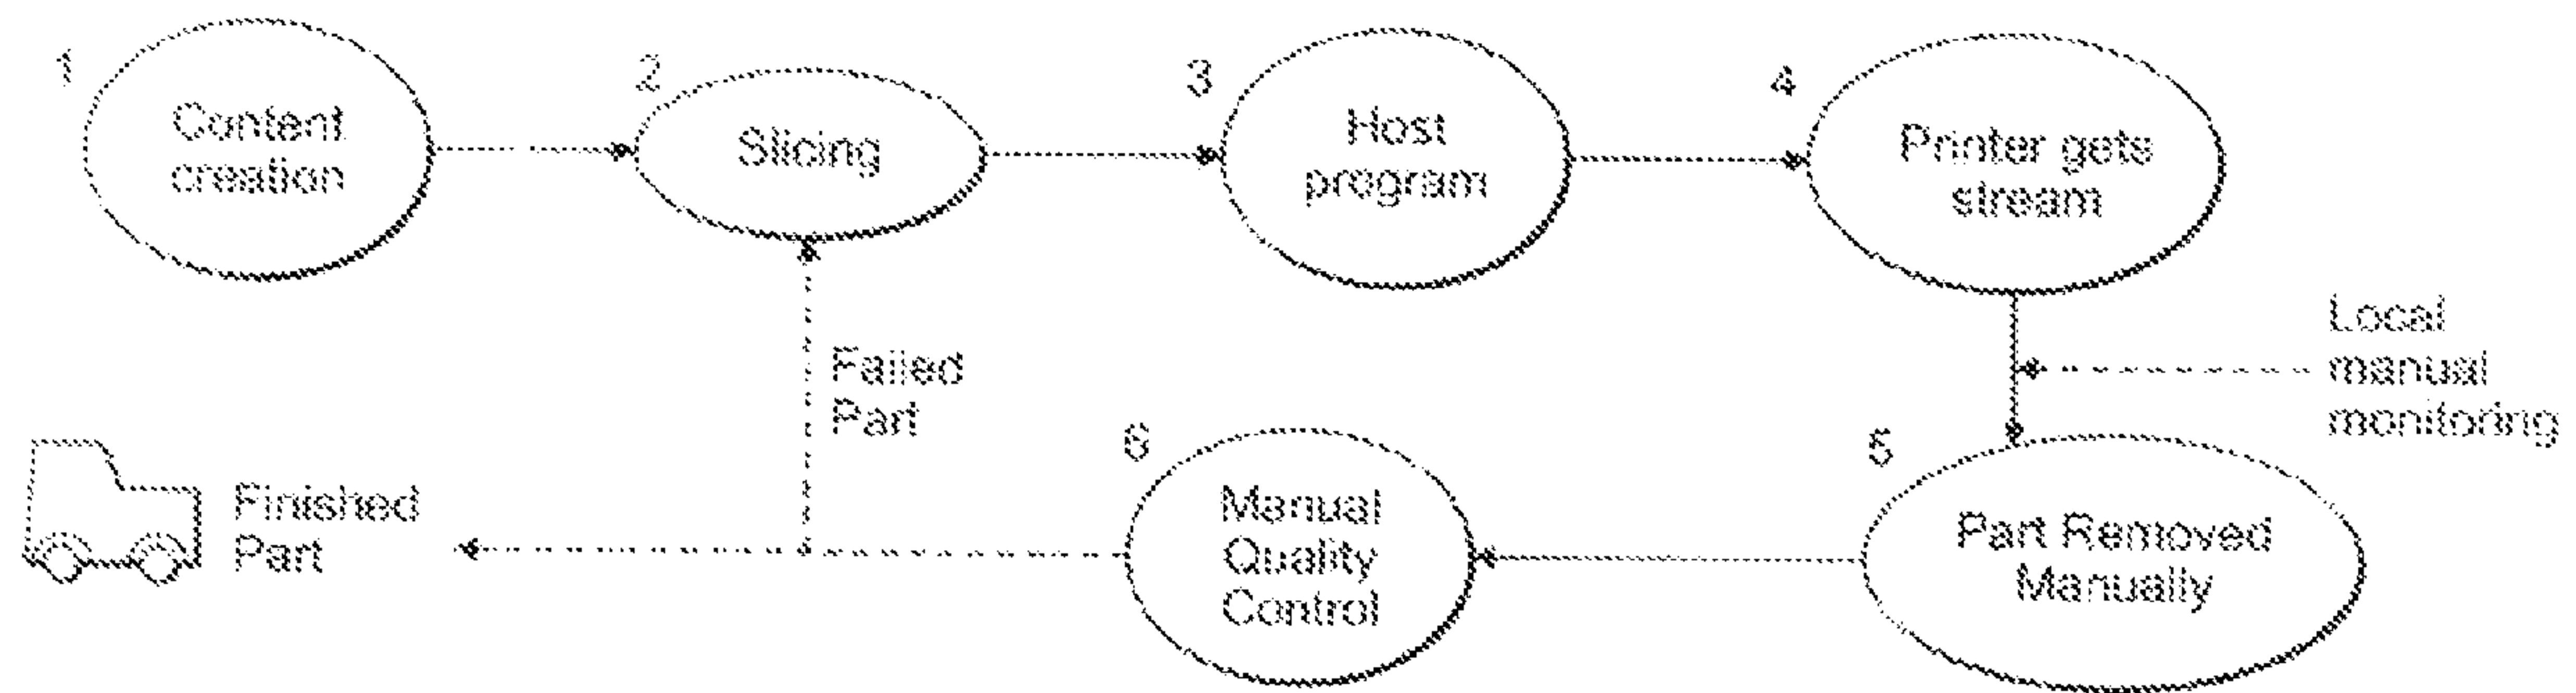 1
Content
creation
2
Slicing
3
Host
program
4
Printer gets
stream
Local
manual
monitoring
5
Part Removed
Manually
6
Manual
Quality
Control
Failed
Part
Finished
Part